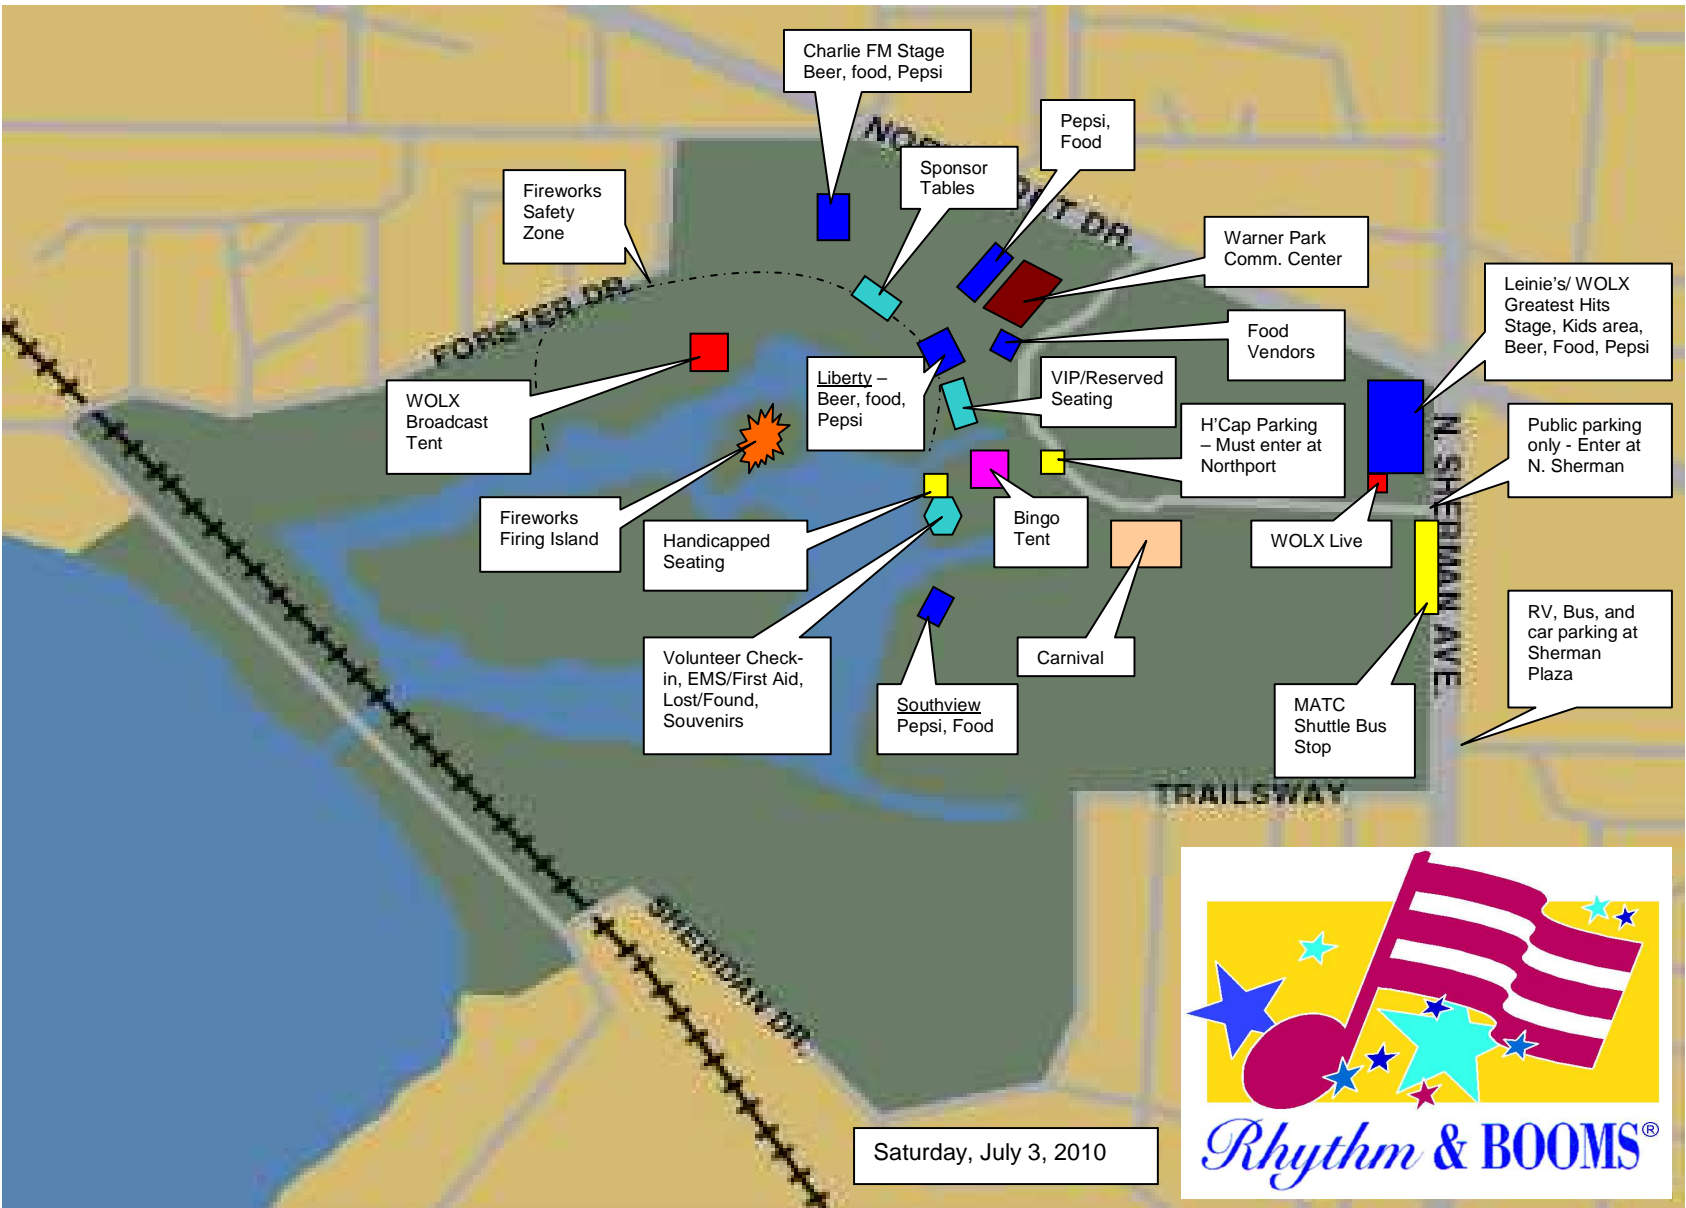 Charlie FM Stage
Beer, food, Pepsi
Pepsi,
Food
Sponsor
Tables
Fireworks
Safety
Zone
Warner Park
Comm. Center
Leinie's/ WOLX
Greatest Hits
Stage, Kids area,
Beer, Food, Pepsi
FORSTER DR.
DR.
Food
Vendors
WOLX
Broadcast
Tent
Liberty –
Beer, food,
Pepsi
VIP/Reserved
Seating
H'Cap Parking
– Must enter at
Northport
Public parking
only - Enter at
N. Sherman
N. SHERMAN AVE.
Fireworks
Firing Island
Handicapped
Seating
Bingo
Tent
WOLX Live
RV, Bus, and
car parking at
Sherman
Plaza
Volunteer Check-
in, EMS/First Aid,
Lost/Found,
Souvenirs
Carnival
Southview
Pepsi, Food
MATC
Shuttle Bus
Stop
TRAILSWAY
SHERIDAN DR.
Saturday, July 3, 2010
Rhythm & BOOMS®